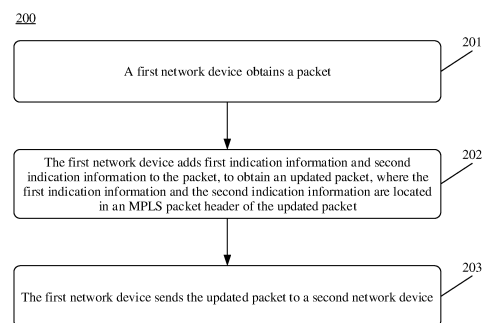 200
201
A first network device obtains a packet
202
The first network device adds first indication information and second
indication information to the packet, to obtain an updated packet, where the
first indication information and the second indication information are located
in an MPLS packet header of the updated packet
203
The first network device sends the updated packet to a second network device